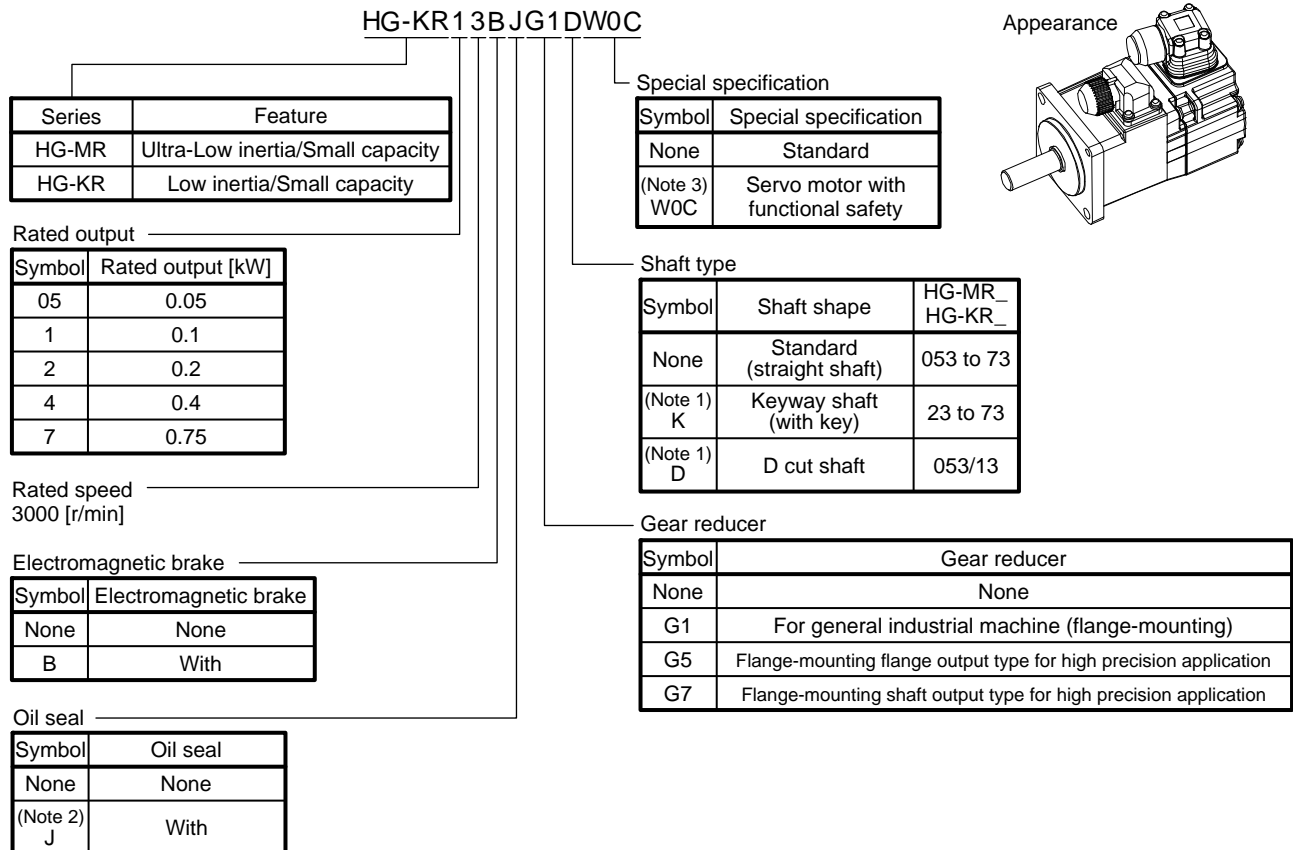 HG-KR13BJG1DW0C
Appearance
Series Feature
HG-MR Ultra-Low inertia/Small capacity
HG-KR Low inertia/Small capacity
Rated output
Symbol Rated output [kW]
05 0.05
1 0.1
2 0.2
4 0.4
7 0.75
Rated speed
3000 [r/min]
Electromagnetic brake
Symbol Electromagnetic brake
None None
B With
Oil seal
Symbol Oil seal
None None
(Note 2)
J With
Special specification
Symbol Special specification
None Standard
(Note 3) Servo motor with
W0C functional safety
Shaft type
Symbol Shaft shape HG-MR_
HG-KR_
None Standard
(straight shaft) 053 to 73
(Note 1) Keyway shaft
K (with key) 23 to 73
(Note 1)
D D cut shaft 053/13
Gear reducer
Symbol Gear reducer
None None
G1 For general industrial machine (flange-mounting)
G5 Flange-mounting flange output type for high precision application
G7 Flange-mounting shaft output type for high precision application